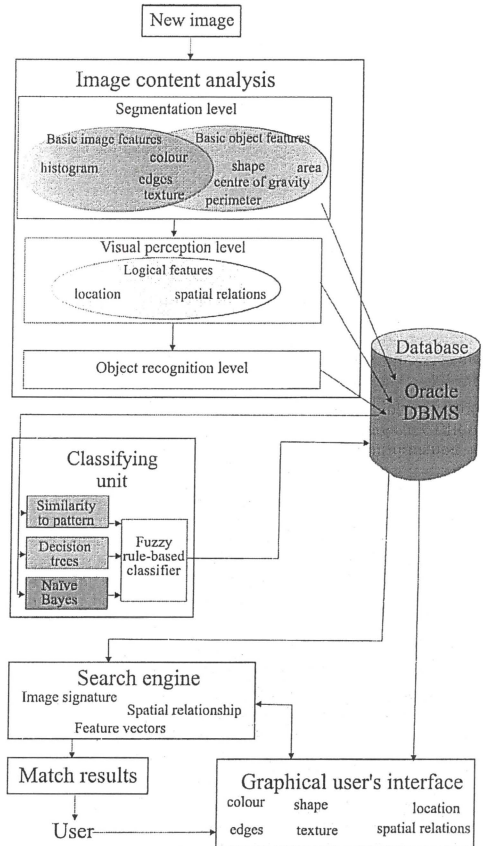 New image
Image content analysis
Segmentation level
Basic image features
Basic object features
colour
histogram
shape
area
edges
centre of gravity
texture
perimeter
Visual perception level
Logical features
location
spatial relations
Object recognition level
Database
Oracle
DBMS
Classifying
unit
Similarity
to pattern
Decision
trees
Naïve
Bayes
Fuzzy
rule-based
classifier
Search engine
Image signature
Spatial relationship
Feature vectors
Match results
User
Graphical user's interface
colour
shape
location
edges
texture
spatial relations